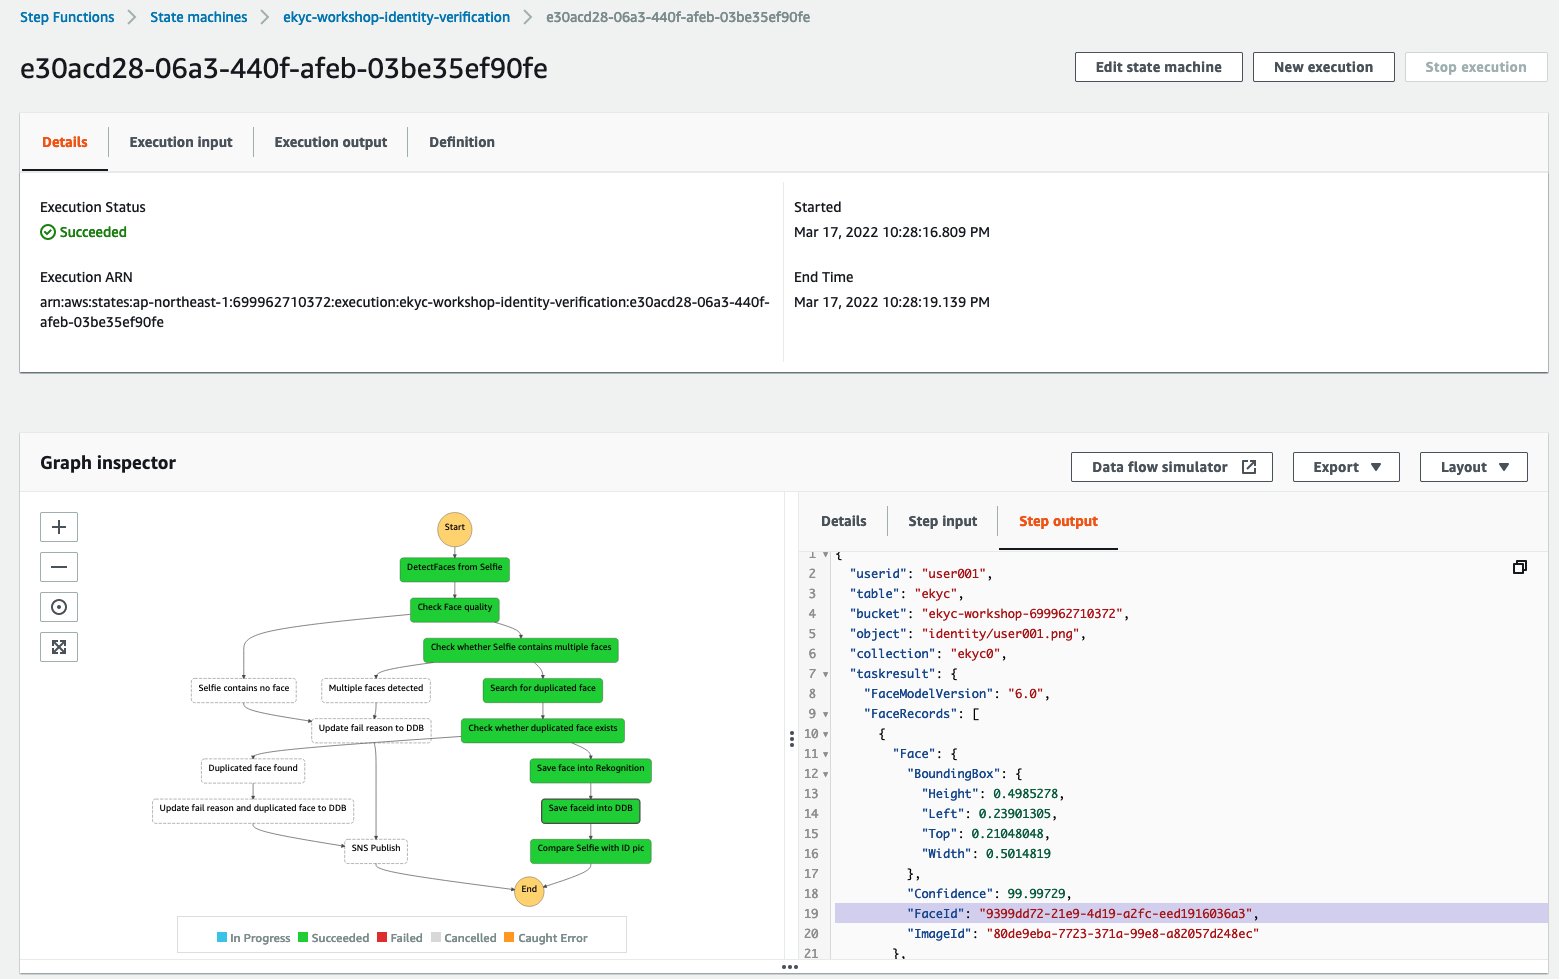 Step Functions > State machines > ekyc-workshop-identity-verification > e30acd28-06a3-440f-afeb-03be35ef90fe
e30acd28-06a3-440f-afeb-03be35ef90fe
Edit state machine
New execution
Stop execution
Details
Execution input
Execution output
Definition
Execution Status
Succeeded
Execution ARN
arn:aws:states:ap-northeast-1:699962710372:execution:ekyc-workshop-identity-verification:e30acd28-06a3-440f-
afeb-03be35ef90fe
Started
Mar 17, 2022 10:28:16.809 PM
End Time
Mar 17, 2022 10:28:19.139 PM
Graph inspector
Data flow simulator
Export
Layout
Start
DetectFaces from Selfie
Check Face quality
Check whether Selfie contains multiple faces
Selfie contains no face
Multiple faces detected
Search for duplicated face
Update fail reason to DDB
Check whether duplicated face exists
Duplicated face found
Save face into Rekognition
Update fail reason and duplicated face to DDB
Save faceid into DDB
SNS Publish
Compare Selfie with ID pic
End
In Progress
Succeeded
Failed
Cancelled
Caught Error
Details
Step input
Step output
1 {
2 "userid": "user001",
3 "table": "ekyc",
4 "bucket": "ekyc-workshop-699962710372",
5 "object": "identity/user001.png",
6 "collection": "ekyc0",
7 "taskresult": {
8 "FaceModelVersion": "6.0",
9 "FaceRecords": [
10 {
11 "Face": {
12 "BoundingBox": {
13 "Height": 0.4985278,
14 "Left": 0.23901305,
15 "Top": 0.21048048,
16 "Width": 0.5014819
17 },
18 "Confidence": 99.99729,
19 "FaceId": "9399dd72-21e9-4d19-a2fc-eed1916036a3",
20 "ImageId": "80de9eba-7723-371a-99e8-a82057d248ec"
21 },